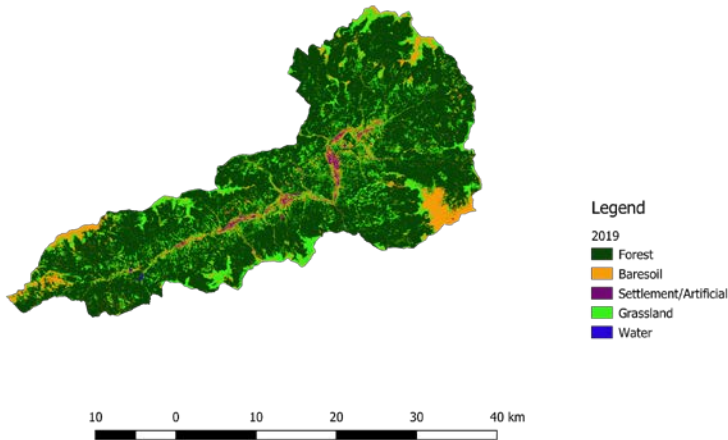 Legend
2019
Forest
Baresoil
Settlement/Artificial
Grassland
Water
10 0 10 20 30 40 km